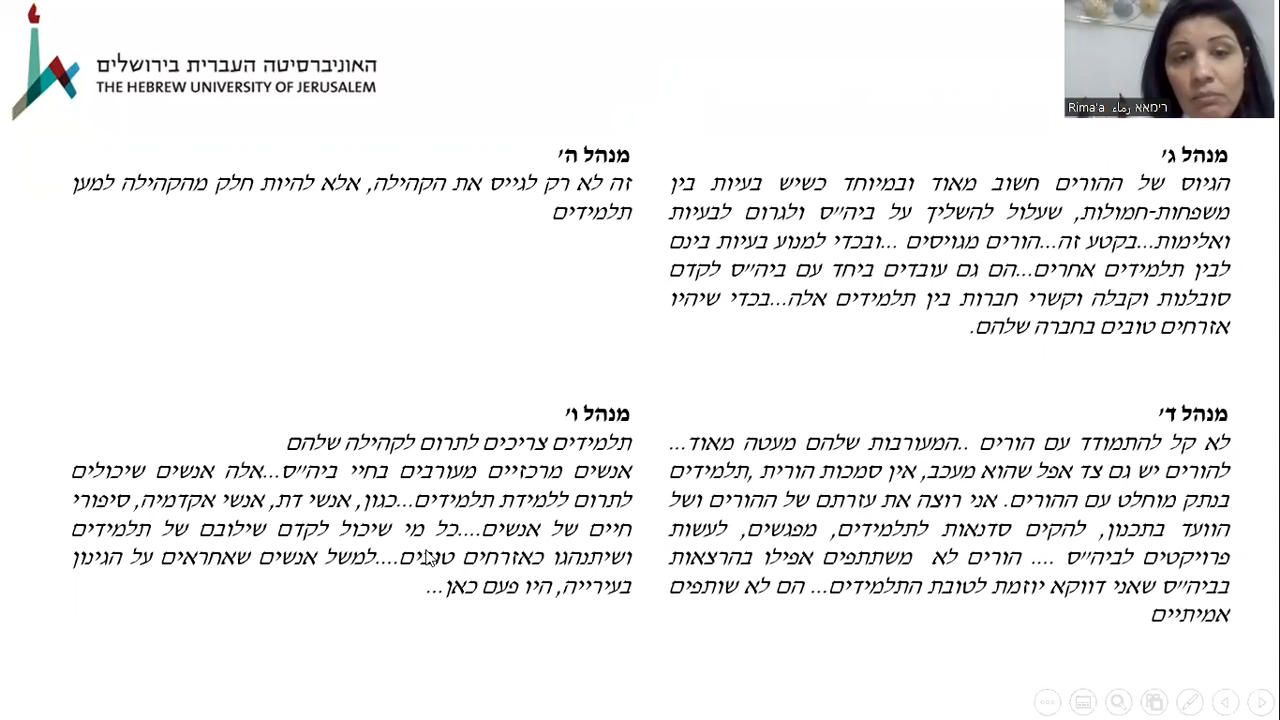 האוניברסיטה העברית בירושלים
THE HEBREW UNIVERSITY OF JERUSALEM
Rima'a רימאא رماء
מנהל ג׳
הגיוס של ההורים חשוב מאוד ובמיוחד כשיש בעיות בין
משפחות-חמולות, שעלול להשליך על ביה״ס ולגרום לבעיות
ואלימות...בקטע זה...הורים מגויסים ...ובכדי למנוע בעיות בינם
לבין תלמידים אחרים...הם גם עובדים ביחד עם ביה״ס לקדם
סובלנות וקבלה וקשרי חברות בין תלמידים אלה...בכדי שיהיו
אזרחים טובים בחברה שלהם.
מנהל ה׳
זה לא רק לגייס את הקהילה, אלא להיות חלק מהקהילה למען
תלמידים
מנהל ד׳
לא קל להתמודד עם הורים ..המעורבות שלהם מעטה מאוד...
להורים יש גם צד אפל שהוא מעכב, אין סמכות הורית ,תלמידים
בנתק מוחלט עם ההורים. אני רוצה את עזרתם של ההורים ושל
הוועד בתכנון, להקים סדנאות לתלמידים, מפגשים, לעשות
פרויקטים לביה״ס .... הורים לא משתתפים אפילו בהרצאות
בביה״ס שאני דווקא יוזמת לטובת התלמידים... הם לא שותפים
אמיתיים
מנהל ו׳
תלמידים צריכים לתרום לקהילה שלהם
אנשים מרכזיים מעורבים בחיי ביה״ס...אלה אנשים שיכולים
לתרום ללמידת תלמידים...כגון, אנשי דת, אנשי אקדמיה, סיפורי
חיים של אנשים....כל מי שיכול לקדם שילובם של תלמידים
ושיתנהגו כאזרחים טובים....למשל אנשים שאחראים על הגינון
בעירייה, היו פעם כאן...